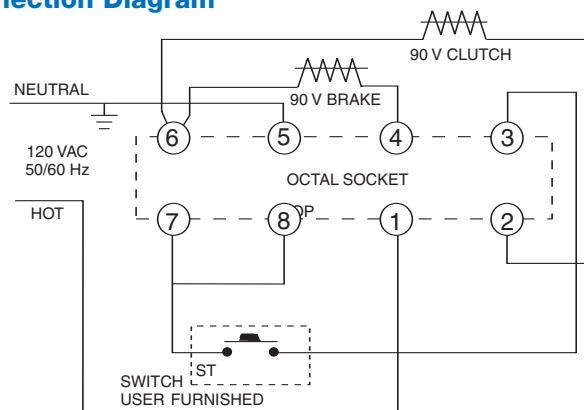 nection Diagram
90 V CLUTCH
NEUTRAL
90 V BRAKE
6 5 4 3
120 VAC
50/60 Hz
OCTAL SOCKET
HOT
7 8 OP 1 2
ST
SWITCH
USER FURNISHED